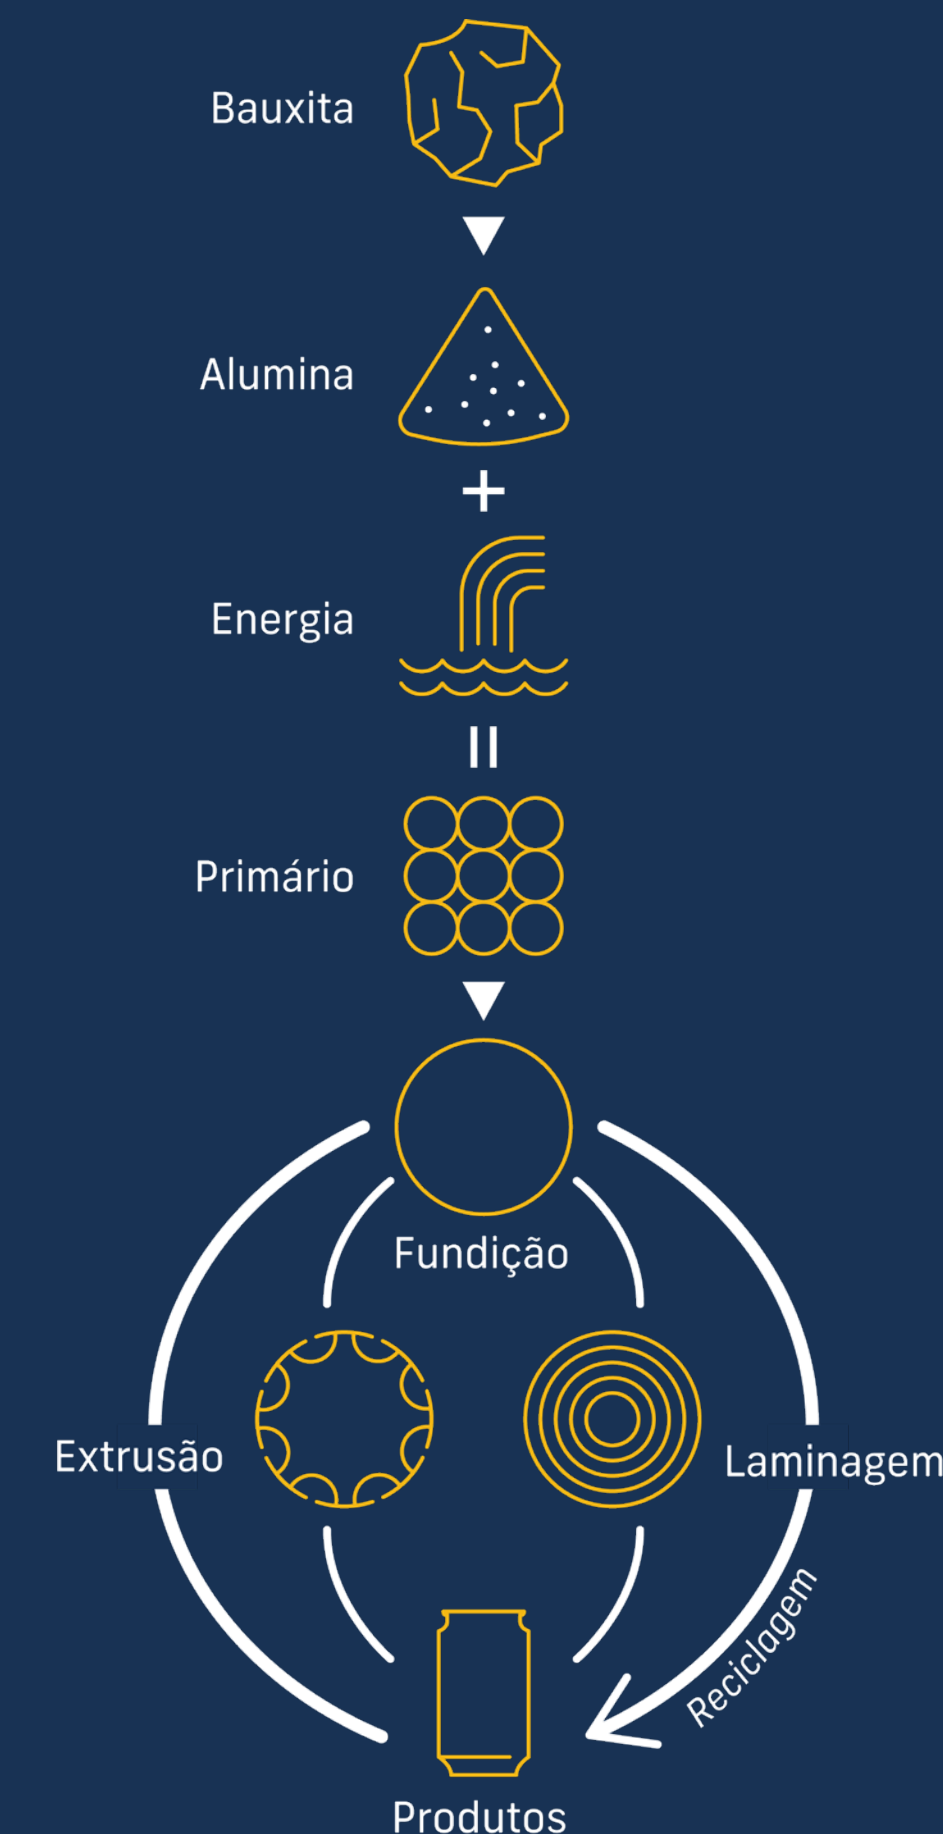 Bauxita
Alumina
+
Energia
Primário
Fundição
Extrusão
Laminagem
Reciclagem
Produtos